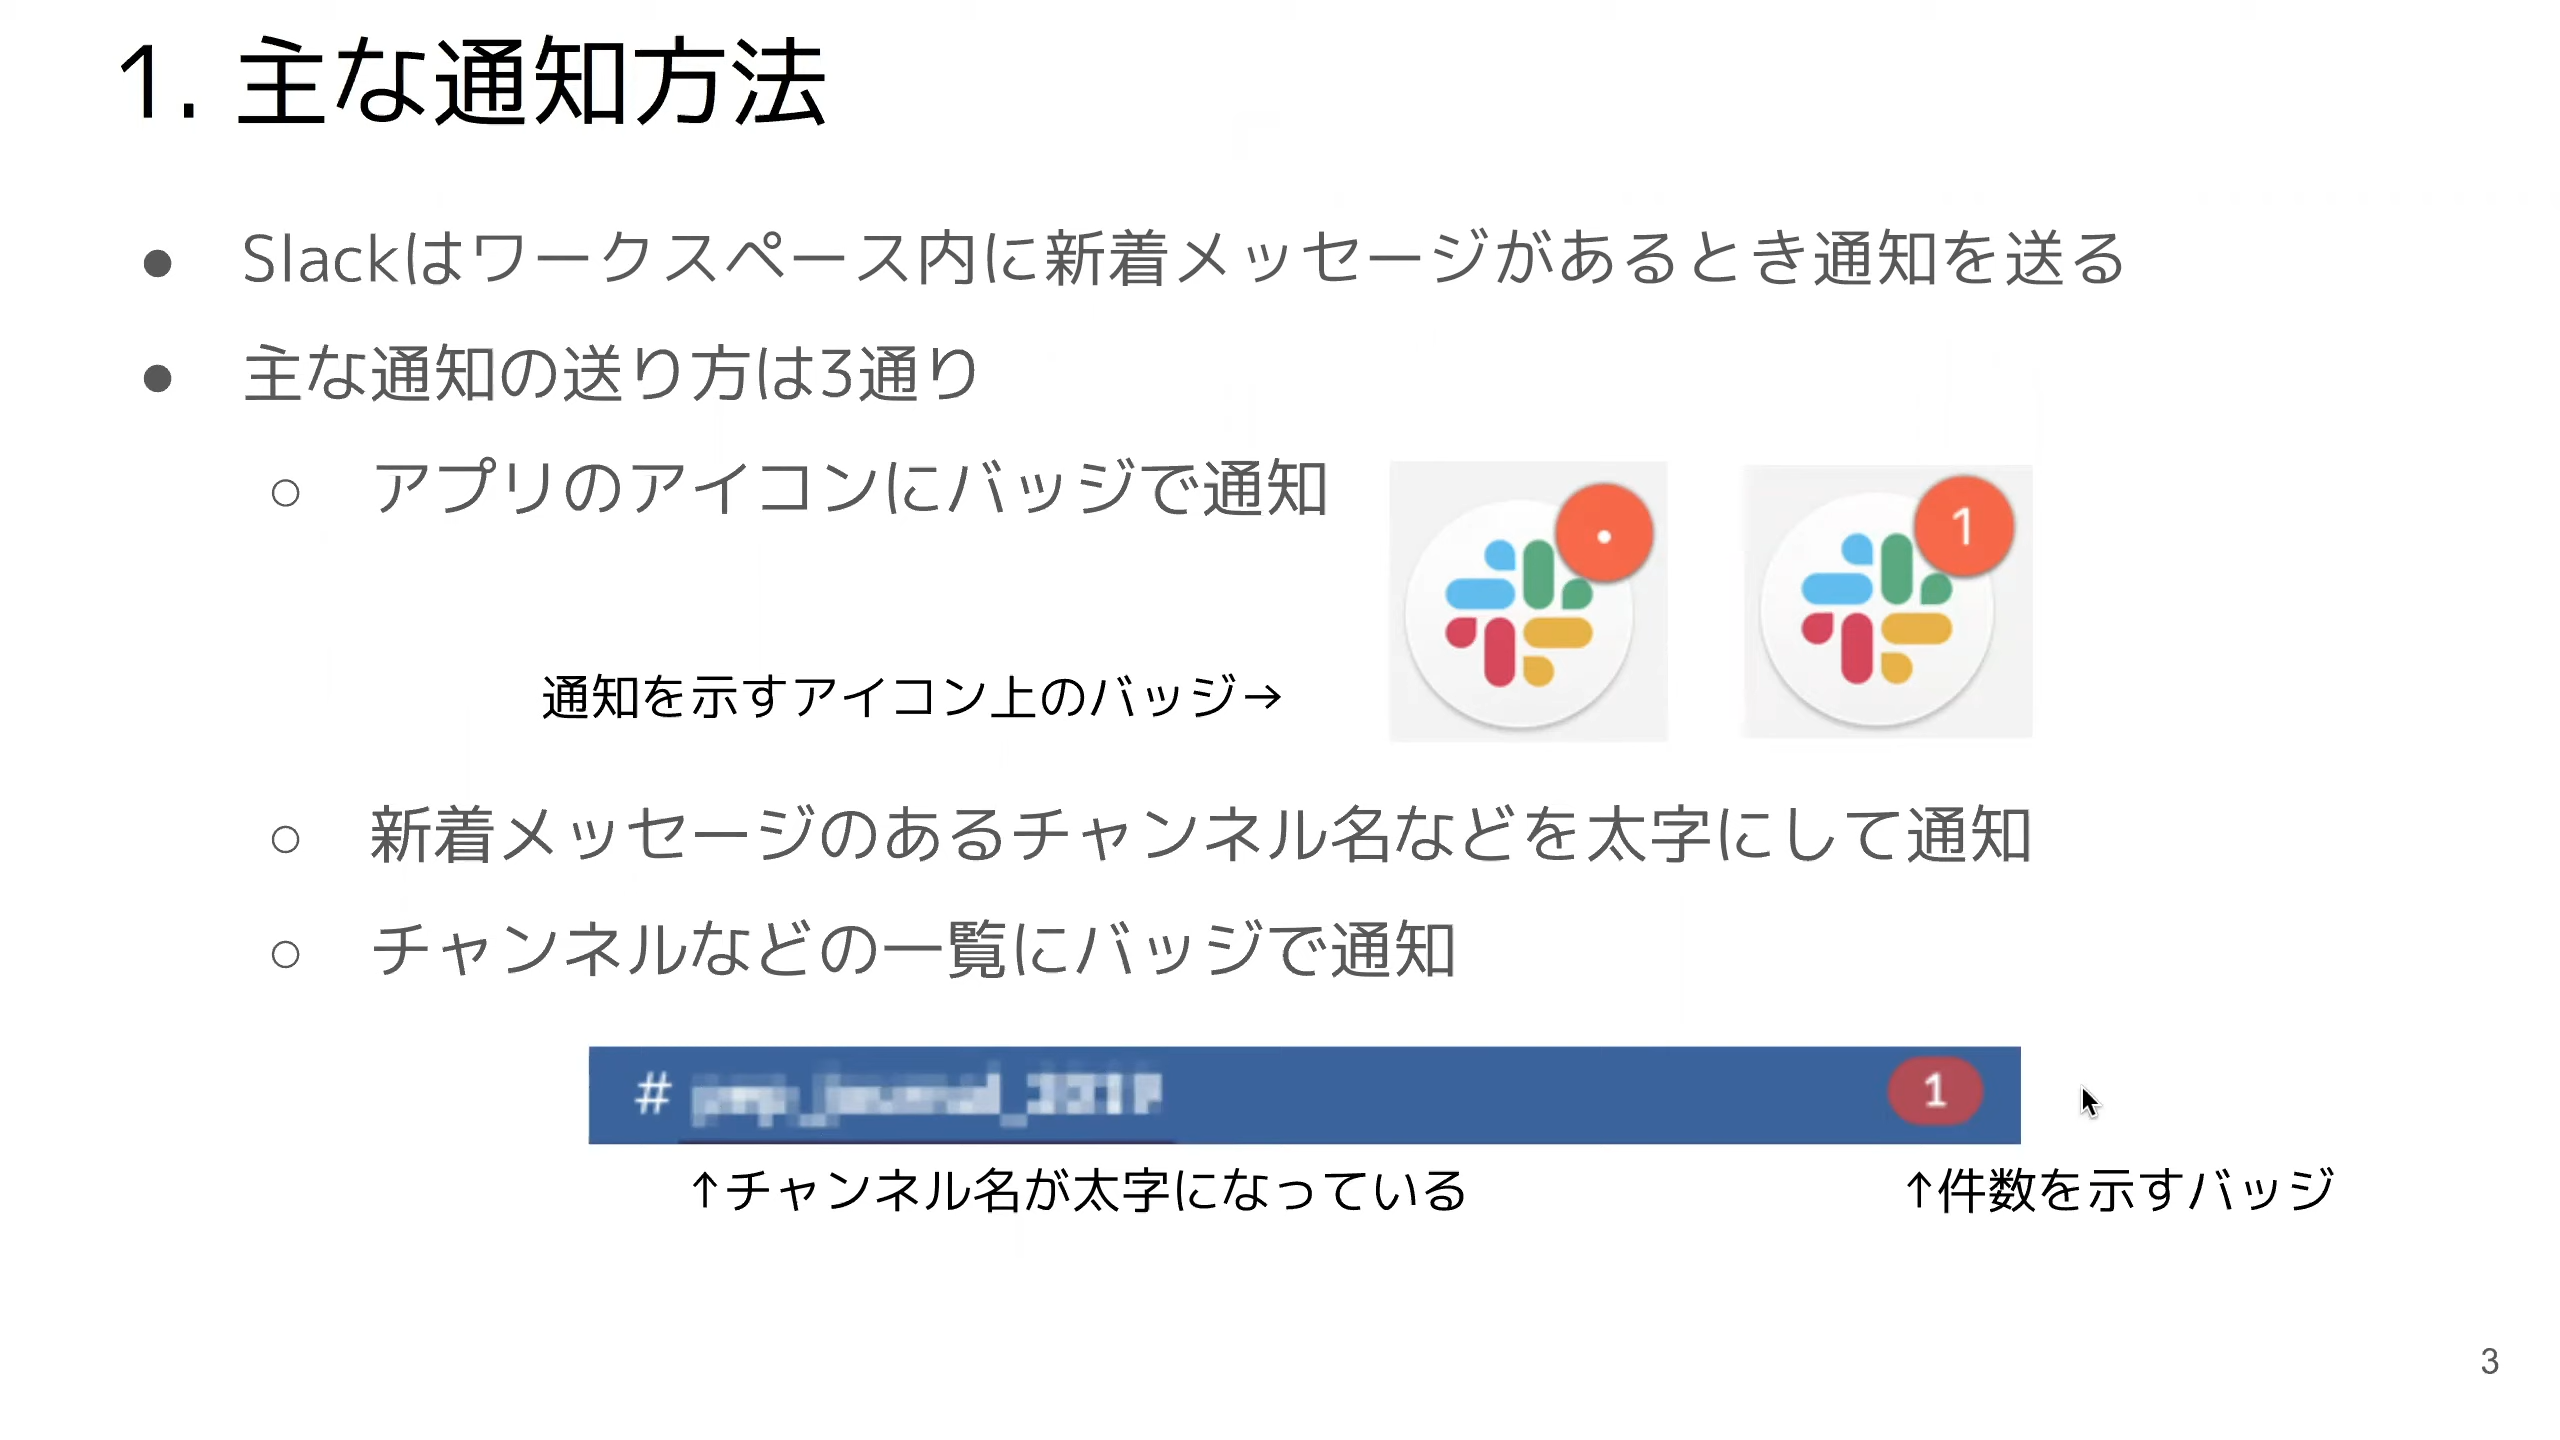 1. 主な通知方法
● Slackはワークスペース内に新着メッセージがあるとき通知を送る
● 主な通知の送り方は3通り
○ アプリのアイコンにバッジで通知
1
通知を示すアイコン上のバッジ→
○ 新着メッセージのあるチャンネル名などを太字にして通知
○ チャンネルなどの一覧にバッジで通知
# 1
↑チャンネル名が太字になっている ↑件数を示すバッジ
3